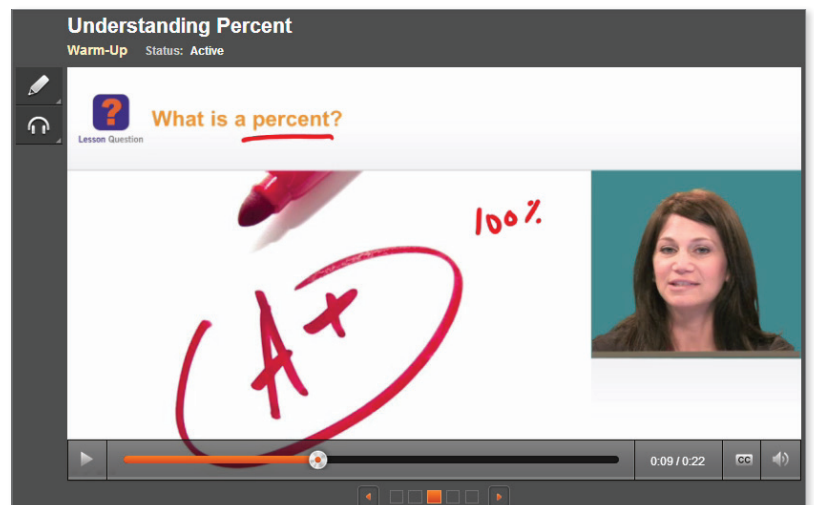 Understanding Percent
Warm-Up Status: Active
?
Lesson Question
What is a percent?
100%
A+
0:09 / 0:22
CC